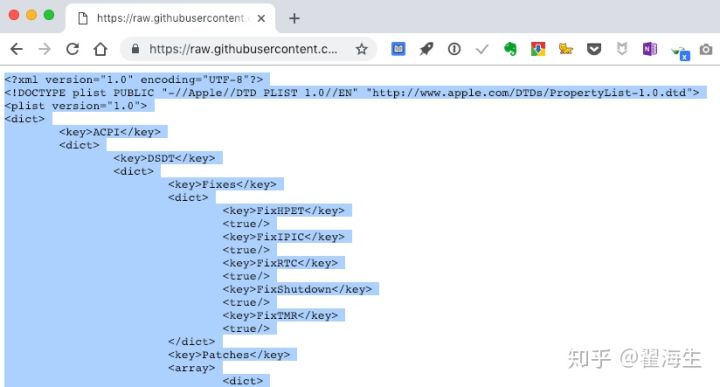 https://raw.githubusercontent.c
https://raw.githubusercontent.c...
<?xml version="1.0" encoding="UTF-8"?>
<!DOCTYPE plist PUBLIC "-//Apple//DTD PLIST 1.0//EN" "http://www.apple.com/DTDs/PropertyList-1.0.dtd">
<plist version="1.0">
<dict>
<key>ACPI</key>
<dict>
<key>DSDT</key>
<dict>
<key>Fixes</key>
<dict>
<key>FixHPET</key>
<true/>
<key>FixIPIC</key>
<true/>
<key>FixRTC</key>
<true/>
<key>FixShutdown</key>
<true/>
<key>FixTMR</key>
<true/>
</dict>
<key>Patches</key>
<array>
<dict>
知乎 @翟海生